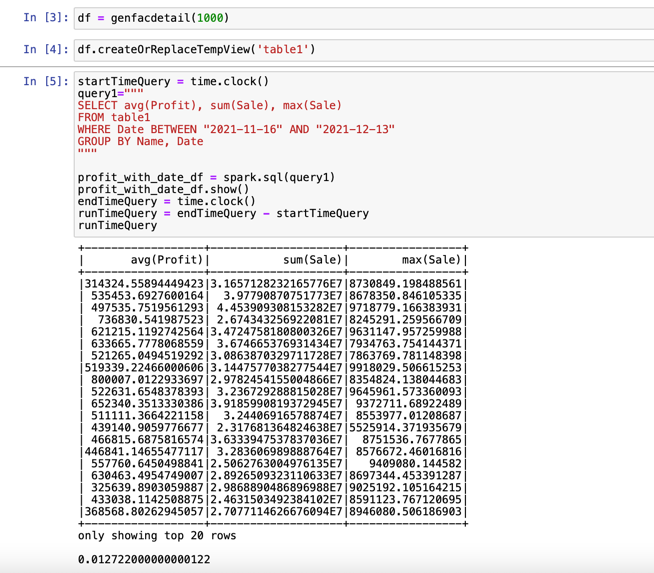 In [3]: df = genfacdetail(1000)
In [4]: df.createOrReplaceTempView('table1')
In [5]: startTimeQuery = time.clock()
query1="""
SELECT avg(Profit), sum(Sale), max(Sale)
FROM table1
WHERE Date BETWEEN "2021-11-16" AND "2021-12-13"
GROUP BY Name, Date
"""
profit_with_date_df = spark.sql(query1)
profit_with_date_df.show()
endTimeQuery = time.clock()
runTimeQuery = endTimeQuery - startTimeQuery
runTimeQuery
+------------------+--------------------+-----------------+
|       avg(Profit)|           sum(Sale)|        max(Sale)|
+------------------+--------------------+-----------------+
|314324.55894449423|3.1657128232165776E7|8730849.198488561|
| 535453.6927600164| 3.97790870751773E7|8678350.846105335|
| 497535.7519561293| 4.453909308153282E7|9718779.166383931|
| 736830.541987523| 2.674343256922081E7|8245291.259566709|
| 621215.1192742564|3.4724758180800326E7|9631147.957259988|
| 633665.7778068559| 3.674665376931434E7|7934763.754144371|
| 521265.0494519292|3.0863870329711728E7|7863769.781148398|
|519339.22466000606|3.1447577038277544E7|9918029.506615253|
| 800007.0122933697|2.9782454155004866E7|8354824.138044683|
| 522631.6548378393| 3.236729288815028E7|9645961.573360093|
| 652340.3513330386|3.9185990819372945E7| 9372711.68922489|
| 511111.3664221158| 3.24406916578874E7| 8553977.01208687|
| 439140.9059776677| 2.317681364824638E7|5525914.371935679|
| 466815.6875816574|3.6333947537837036E7| 8751536.7677865|
|446841.14655477117| 3.283606989888764E7| 8576672.46016816|
| 557760.6450498841|2.5062763004976135E7| 9409080.144582|
| 630463.4954749007|2.8926509323110633E7|8697344.453391287|
| 325639.8903059887|2.9868890486896988E7|9025192.105164215|
| 433038.1142508875|2.4631503492384102E7|8591123.767120695|
|368568.80262945057|2.7077114626676094E7|8946080.506186903|
+------------------+--------------------+-----------------+
only showing top 20 rows
0.012722000000000122